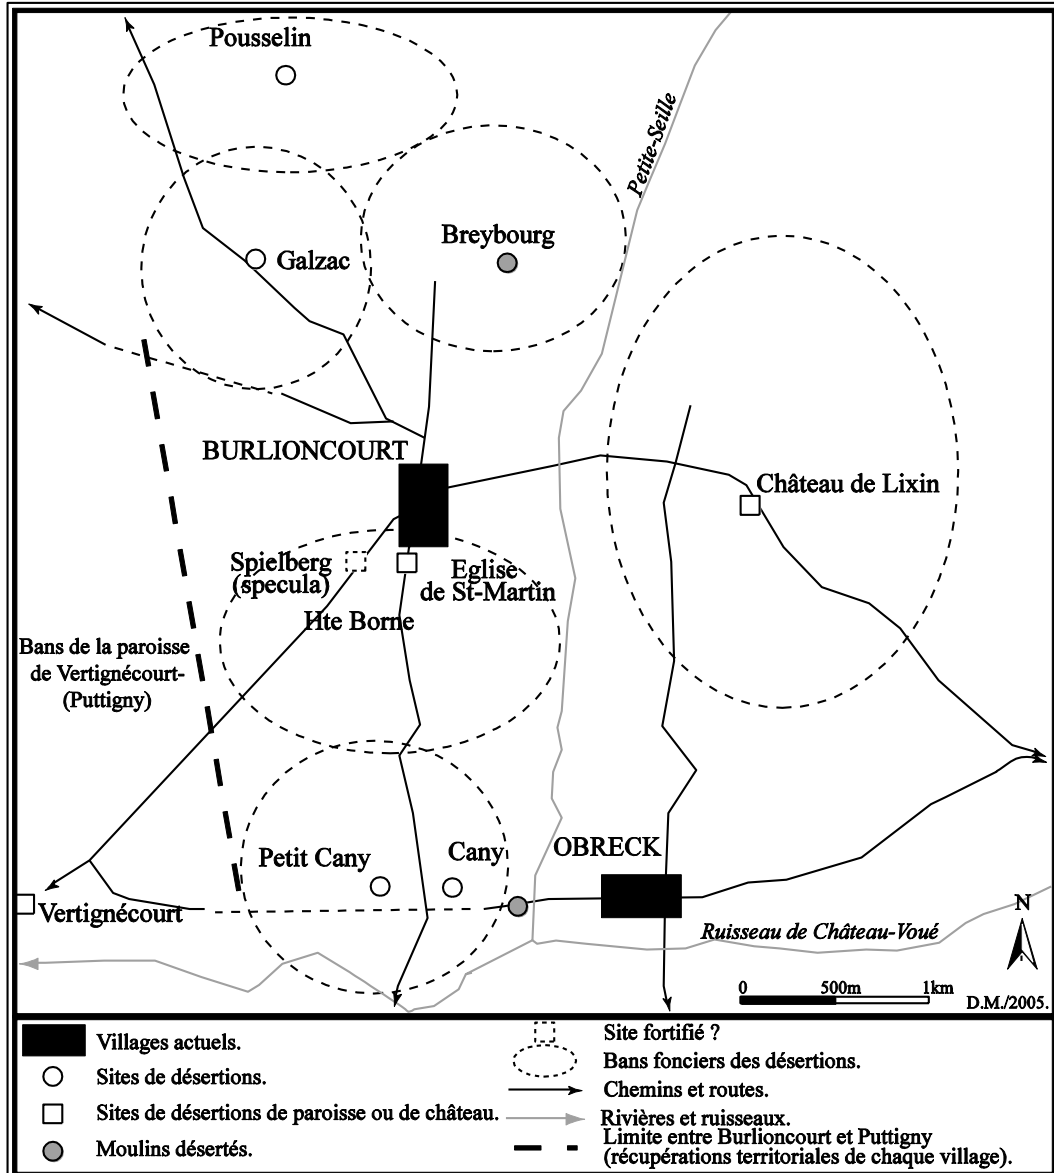 Pousselin
Petite-Seille
Breybourg
Galzac
BURLIONCOURT
Château de Lixin
Spielberg
(specula)
Eglise
de St-Martin
Hte Borne
Bans de la paroisse
de Vertignécourt-
(Puttigny)
Petit Cany
Cany
OBRECK
Vertignécourt
Ruisseau de Château-Voué
N
0 500m 1km
D.M./2005.
Villages actuels.
Sites de désertions.
Sites de désertions de paroisse ou de château.
Moulins désertés.
Site fortifié ?
Bans fonciers des désertions.
Chemins et routes.
Rivières et ruisseaux.
Limite entre Burlioncourt et Puttigny
(récupérations territoriales de chaque village).